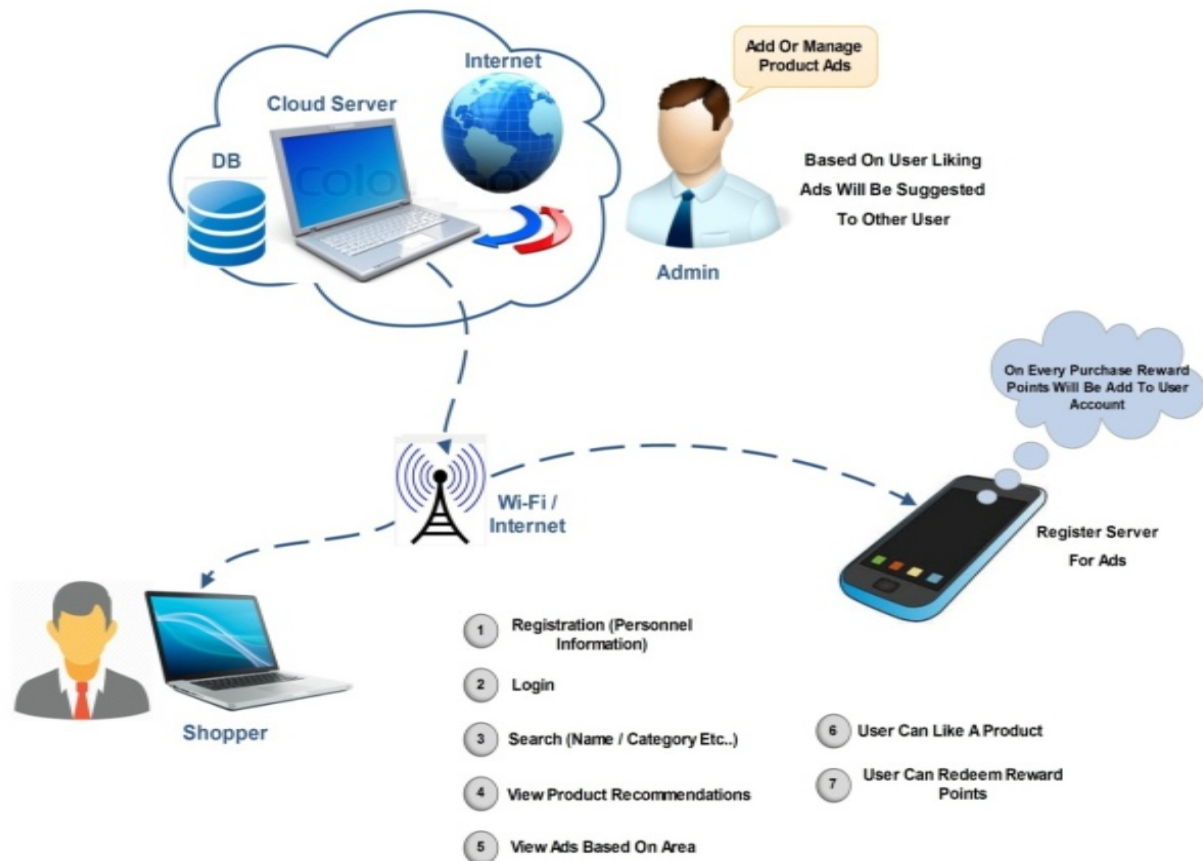 Internet
Add Or Manage
Product Ads
Cloud Server
DB
Based On User Liking
Ads Will Be Suggested
To Other User
Admin
On Every Purchase Reward
Points Will Be Add To User
Account
Wi-Fi /
Internet
Register Server
For Ads
Shopper
1 Registration (Personnel
Information)
2 Login
3 Search (Name / Category Etc..)
4 View Product Recommendations
5 View Ads Based On Area
6 User Can Like A Product
7 User Can Redeem Reward
Points